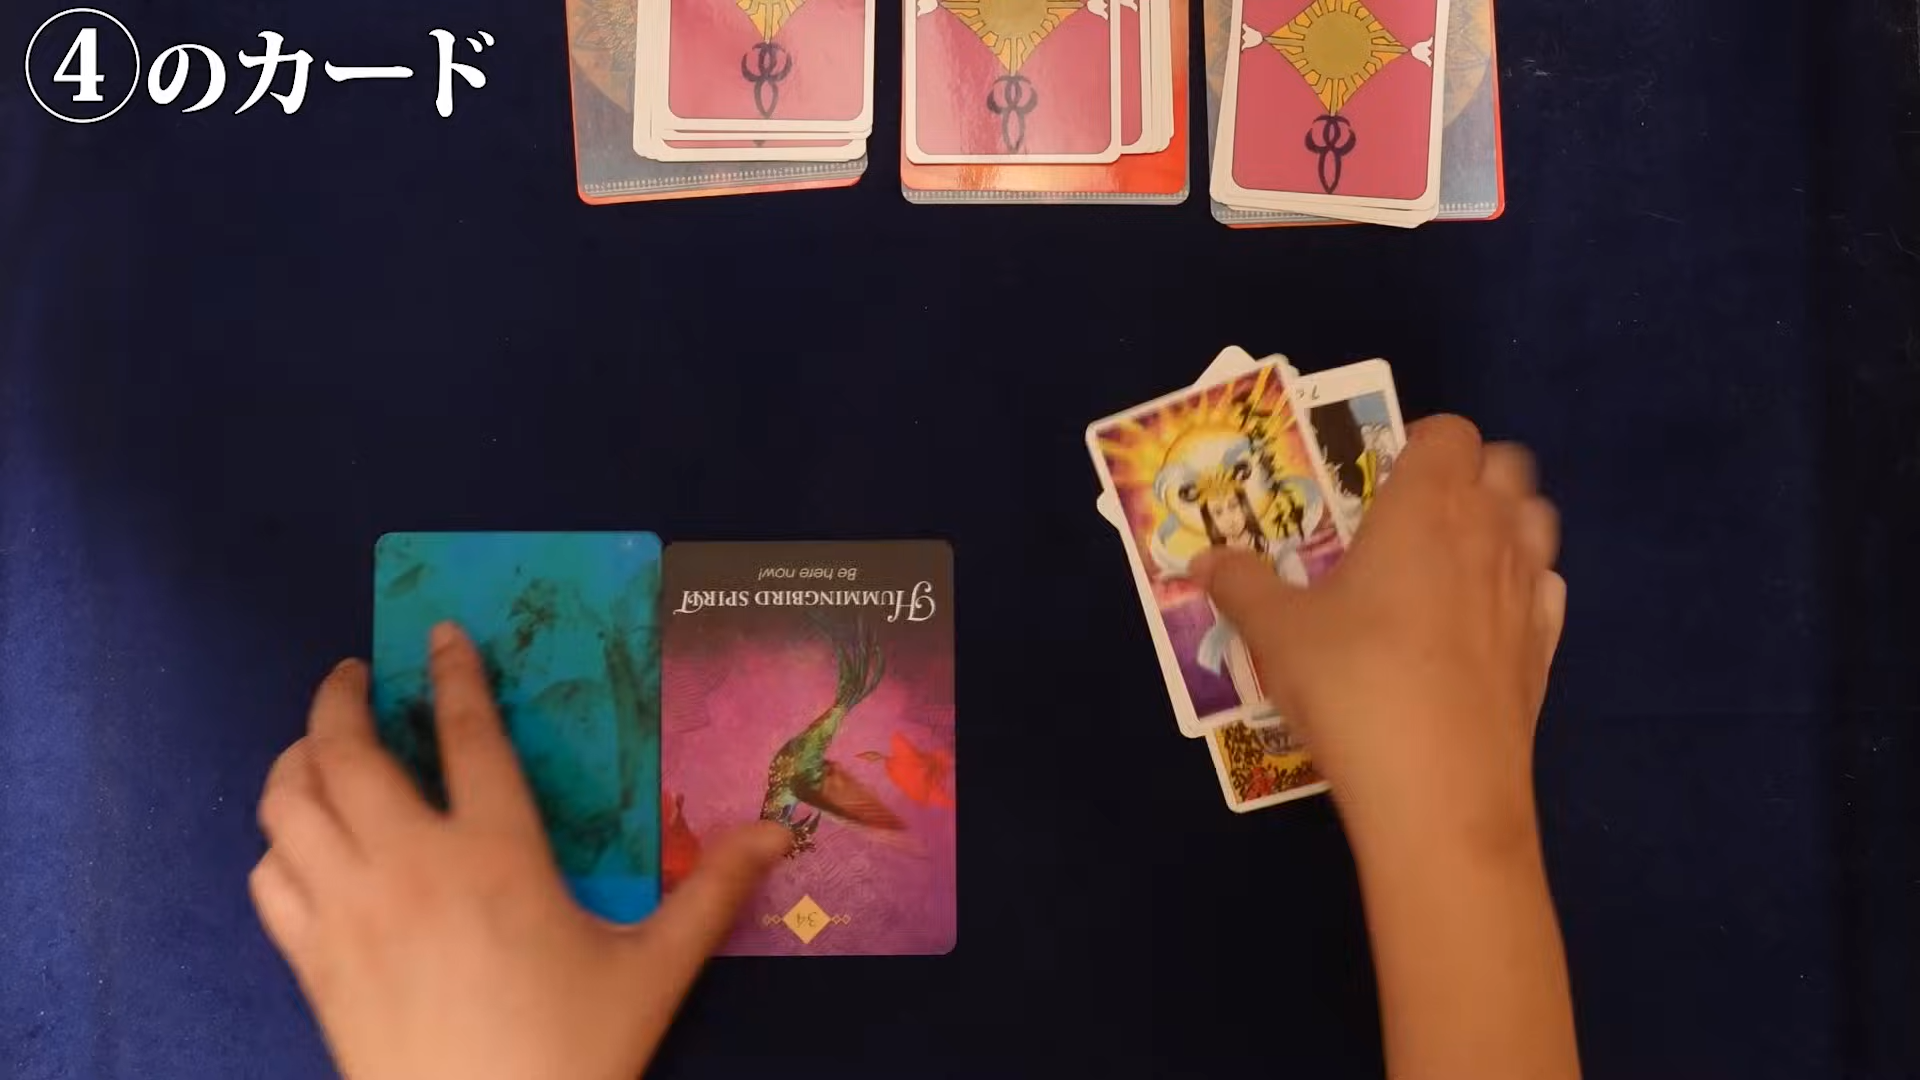 ④のカード
Be here now!
HUMMINGBIRD SPIRIT
34